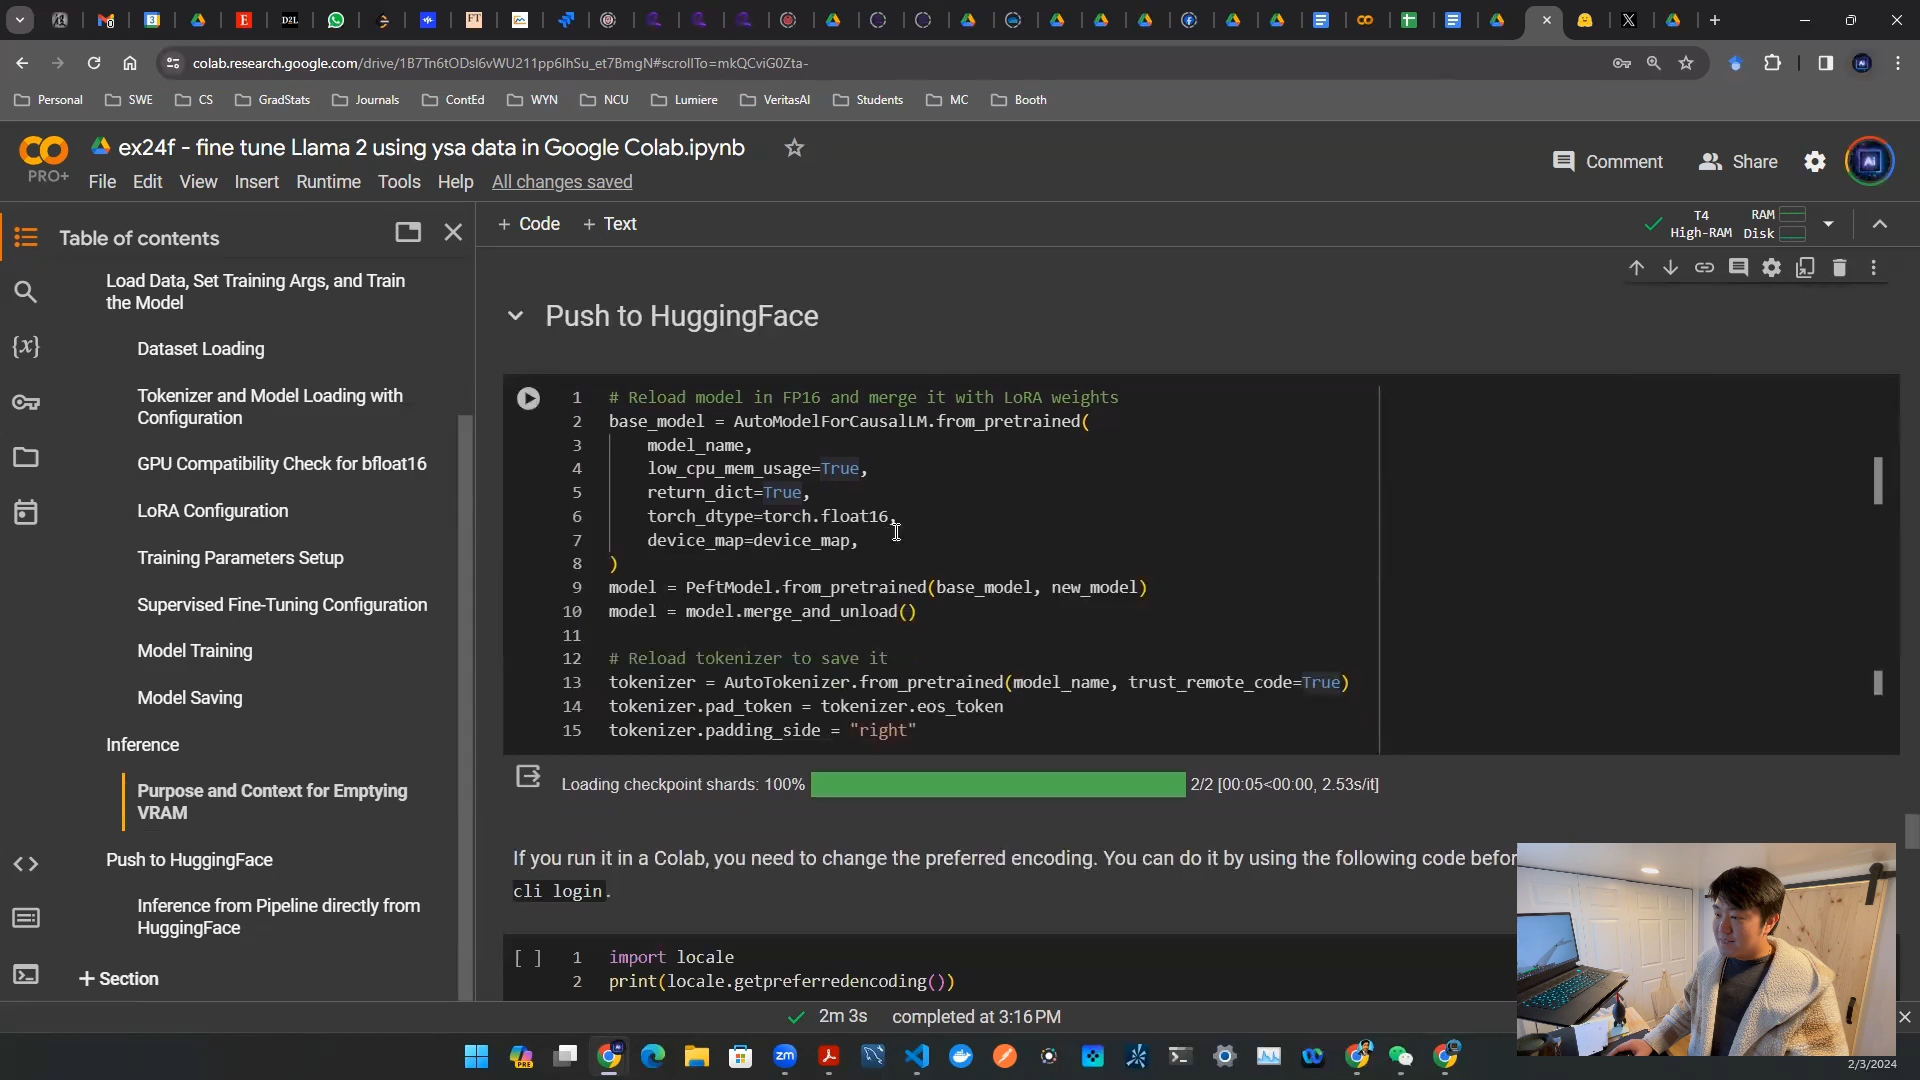 colab.research.google.com/drive/1B7Tn6tODsI6vWU211pp6IhSu_et7BmgN#scrollTo=mkQCviG0Zta-
Personal
SWE
CS
GradStats
Journals
ContEd
WYN
NCU
Lumiere
VeritasAI
Students
MC
Booth
PRO+
ex24f - fine tune Llama 2 using ysa data in Google Colab.ipynb
File Edit View Insert Runtime Tools Help All changes saved
Comment
Share
Table of contents
+ Code + Text
T4
High-RAM
RAM
Disk
Load Data, Set Training Args, and Train
the Model
Dataset Loading
Tokenizer and Model Loading with
Configuration
GPU Compatibility Check for bfloat16
LoRA Configuration
Training Parameters Setup
Supervised Fine-Tuning Configuration
Model Training
Model Saving
Inference
Purpose and Context for Emptying
VRAM
Push to HuggingFace
Inference from Pipeline directly from
HuggingFace
+ Section
Push to HuggingFace
1 # Reload model in FP16 and merge it with LoRA weights
2 base_model = AutoModelForCausalLM.from_pretrained(
3 model_name,
4 low_cpu_mem_usage=True,
5 return_dict=True,
6 torch_dtype=torch.float16,
7 device_map=device_map,
8 )
9 model = PeftModel.from_pretrained(base_model, new_model)
10 model = model.merge_and_unload()
11
12 # Reload tokenizer to save it
13 tokenizer = AutoTokenizer.from_pretrained(model_name, trust_remote_code=True)
14 tokenizer.pad_token = tokenizer.eos_token
15 tokenizer.padding_side = "right"
Loading checkpoint shards: 100% 2/2 [00:05<00:00, 2.53s/it]
If you run it in a Colab, you need to change the preferred encoding. You can do it by using the following code befor
cli login.
[ ] 1 import locale
2 print(locale.getpreferredencoding())
2m 3s completed at 3:16 PM
2/3/2024